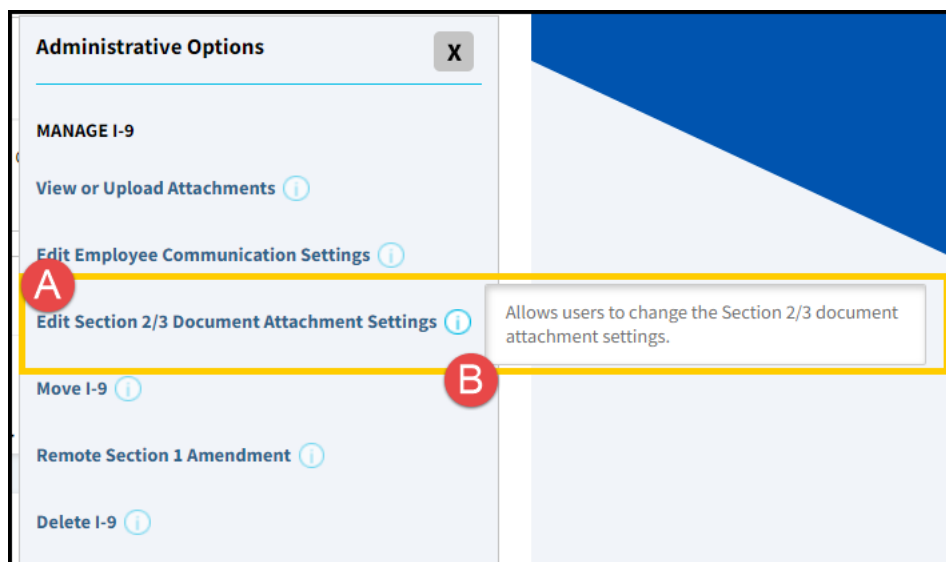 Administrative Options
X
MANAGE I-9
View or Upload Attachments i
Edit Employee Communication Settings i
A
Edit Section 2/3 Document Attachment Settings i
Allows users to change the Section 2/3 document
attachment settings.
B
Move I-9 i
Remote Section 1 Amendment i
Delete I-9 i